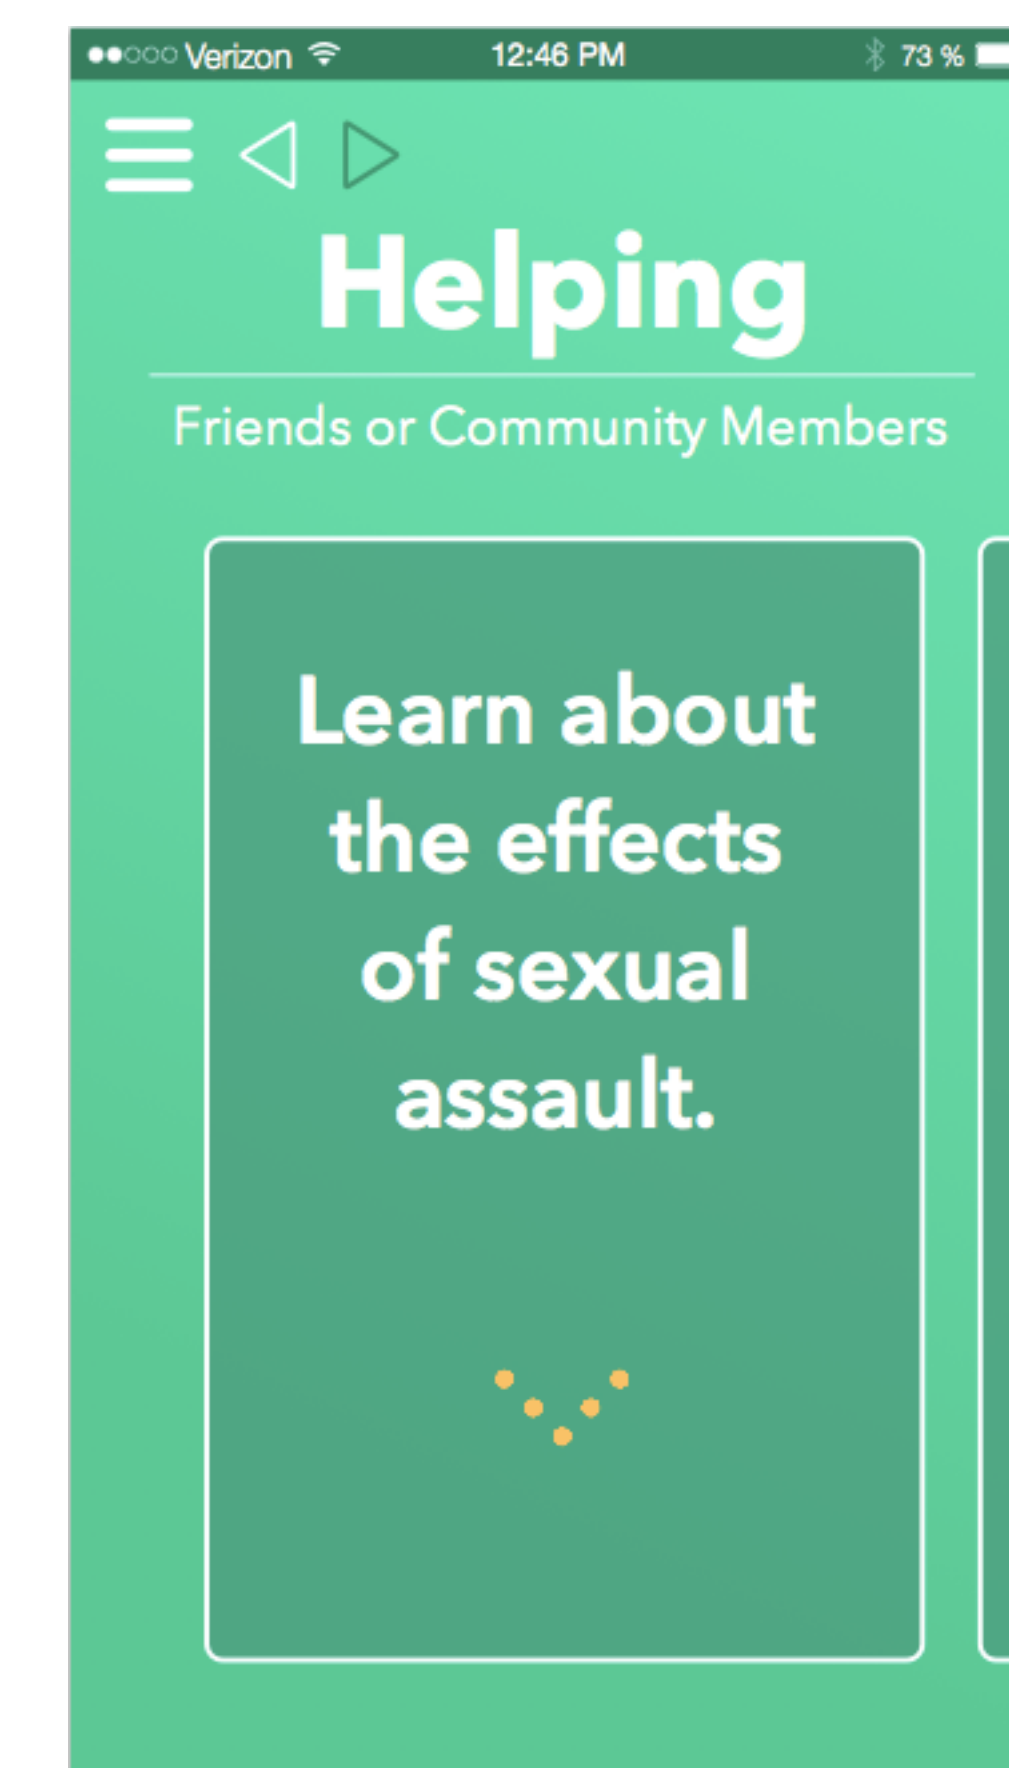 Verizon 12:46 PM 73 %
Helping
Friends or Community Members
Learn about
the effects
of sexual
assault.